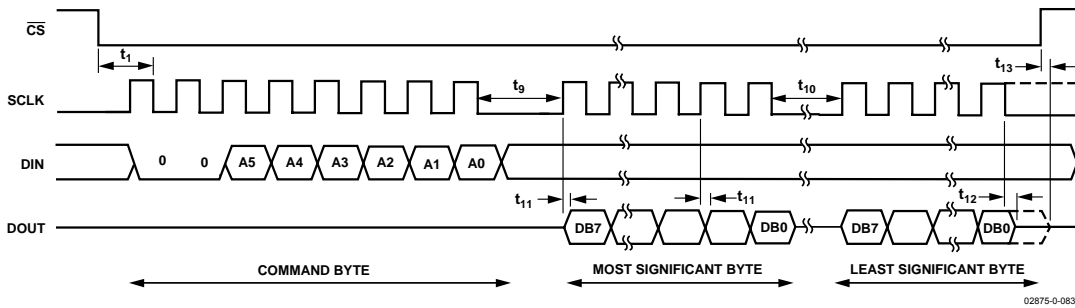 CS
t1
t13
SCLK
t9
t10
DIN
0 0 A5 A4 A3 A2 A1 A0
t11
t11
t12
DOUT
DB7 DB0 DB7 DB0
COMMAND BYTE MOST SIGNIFICANT BYTE LEAST SIGNIFICANT BYTE
02875-0-083